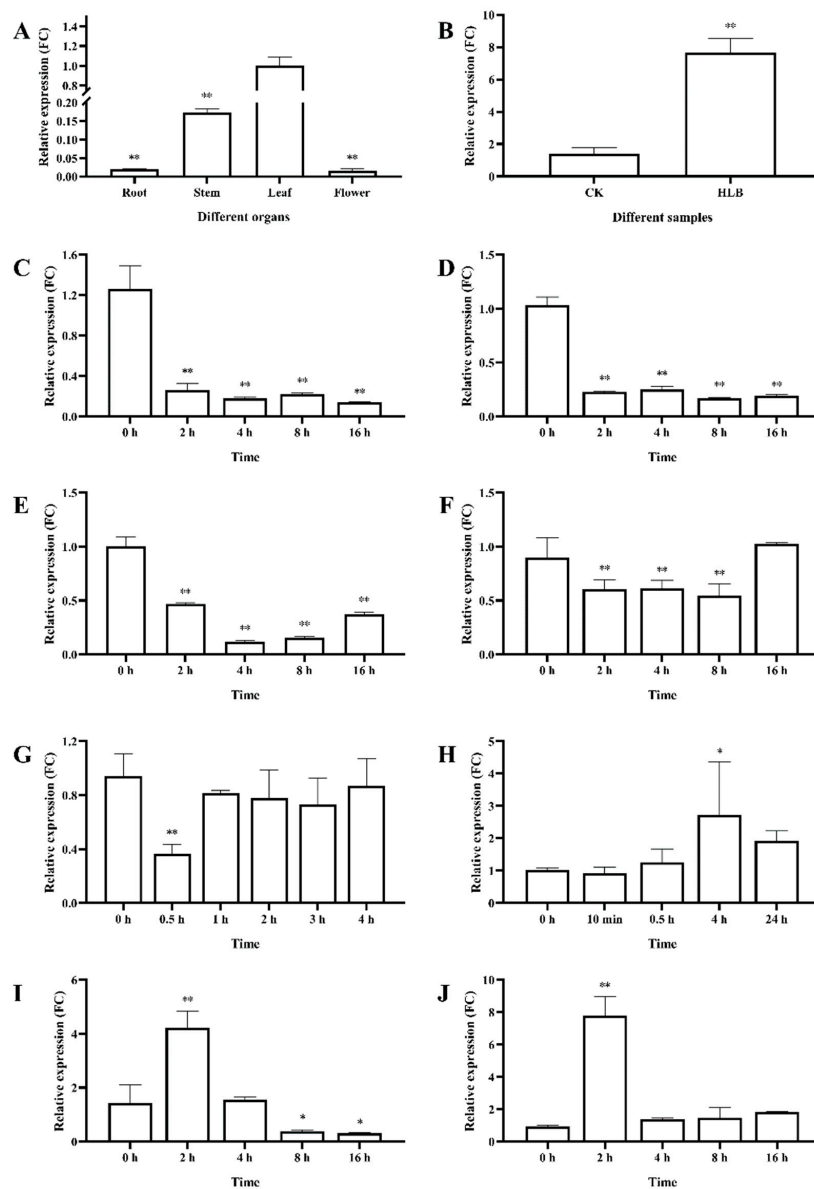 A
Relative expression (FC)
1.4
1.2
1.0
0.8
0.20
0.15
0.10
0.05
0.00
**
**
**
Root Stem Leaf Flower
Different organs
B
Relative expression (FC)
10
8
6
4
2
0
**
CK HLB
Different samples
C
Relative expression (FC)
1.6
1.2
0.8
0.4
0.0
** ** ** **
0 h 2 h 4 h 8 h 16 h
Time
D
Relative expression (FC)
1.5
1.0
0.5
0.0
** ** ** **
0 h 2 h 4 h 8 h 16 h
Time
E
Relative expression (FC)
1.5
1.0
0.5
0.0
** ** ** **
0 h 2 h 4 h 8 h 16 h
Time
F
Relative expression (FC)
1.5
1.0
0.5
0.0
** ** **
0 h 2 h 4 h 8 h 16 h
Time
G
Relative expression (FC)
1.2
0.8
0.4
0.0
**
0 h 0.5 h 1 h 2 h 3 h 4 h
Time
H
Relative expression (FC)
5
4
3
2
1
0
*
0 h 10 min 0.5 h 4 h 24 h
Time
I
Relative expression (FC)
6
4
2
0
**
* *
0 h 2 h 4 h 8 h 16 h
Time
J
Relative expression (FC)
10
8
6
4
2
0
**
0 h 2 h 4 h 8 h 16 h
Time